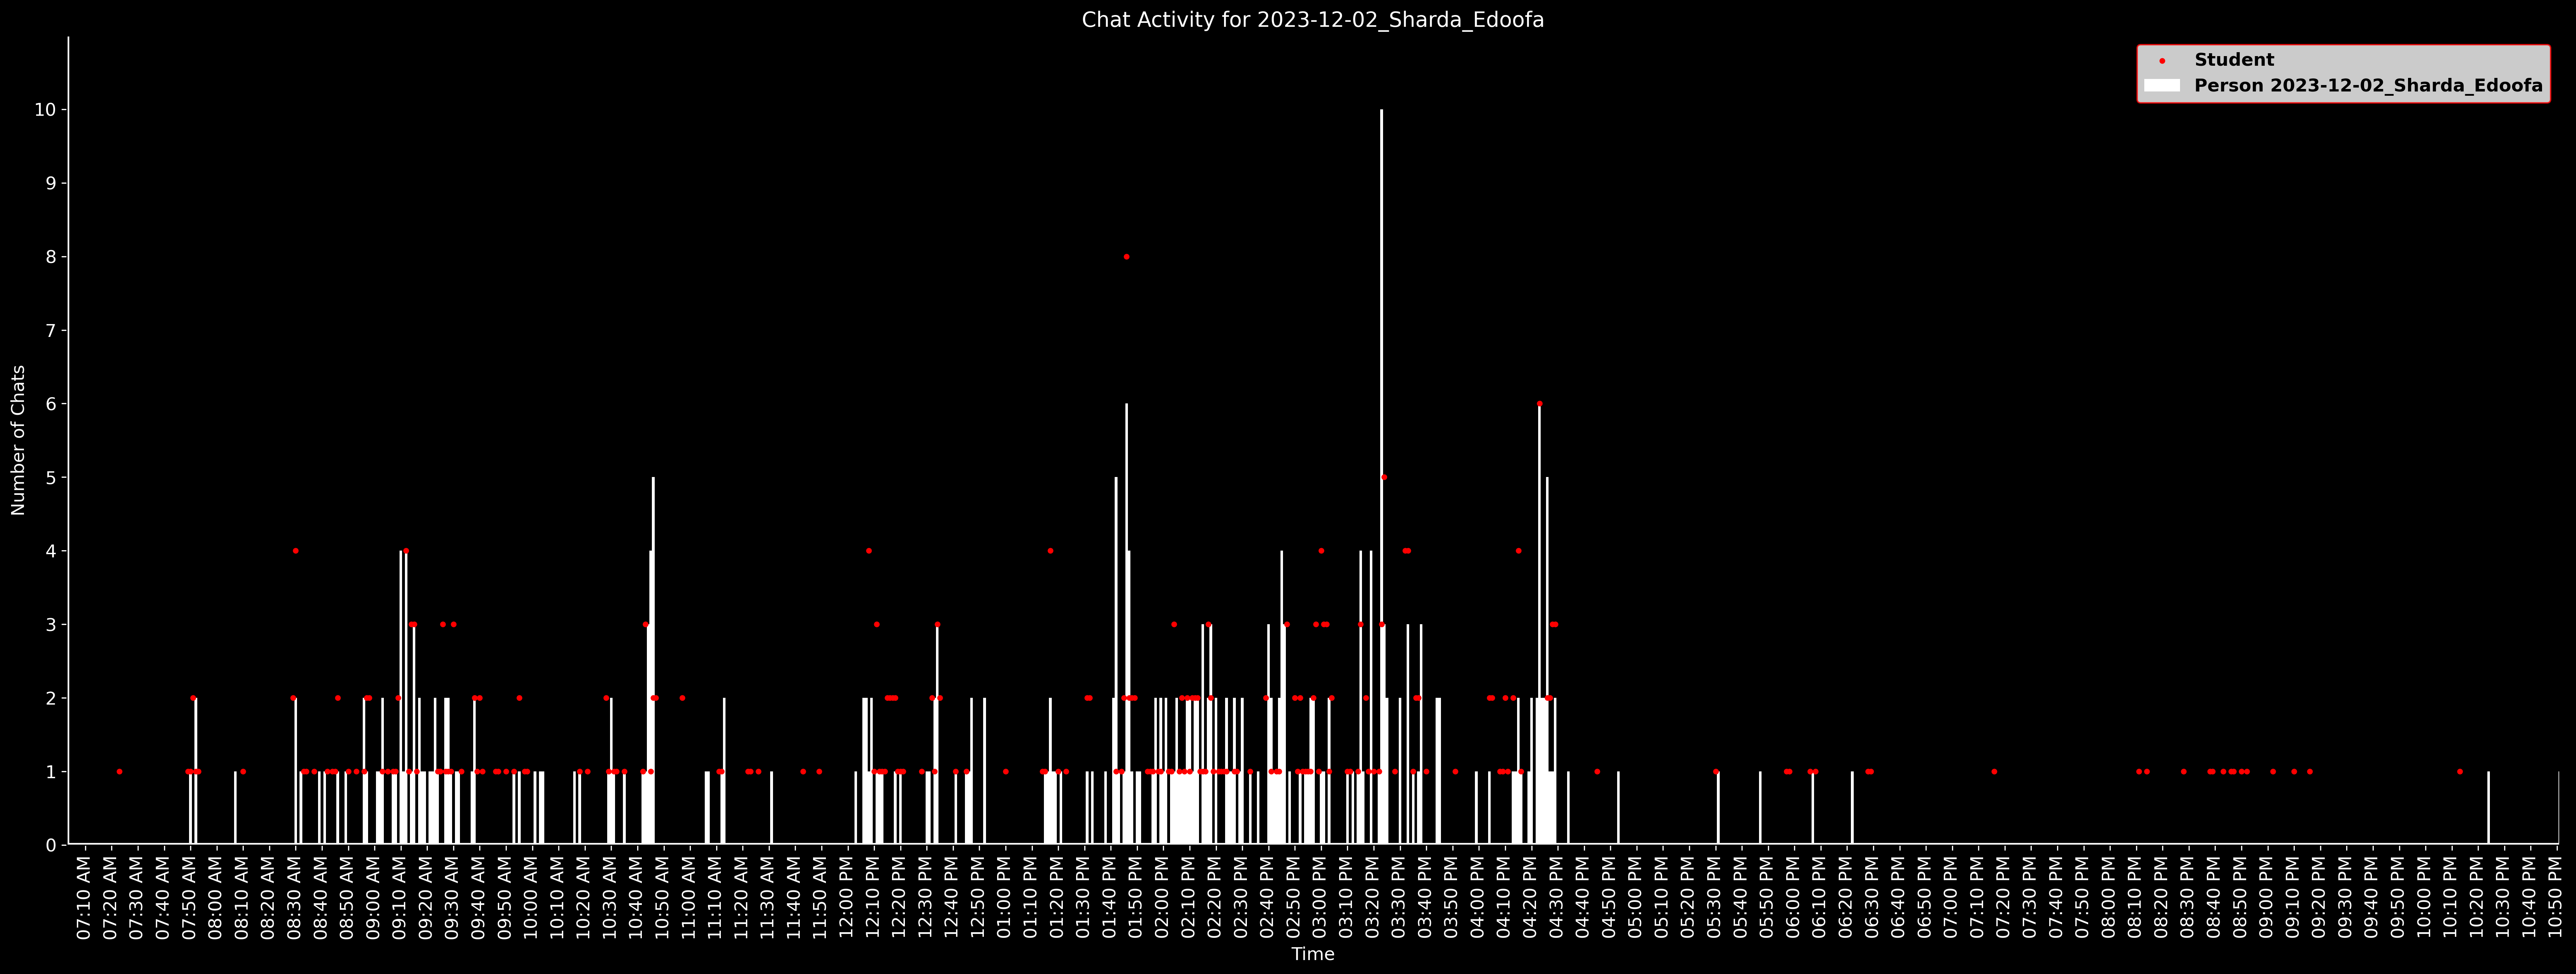 Chat Activity for 2023-12-02_Sharda_Edoofa
Student
Person 2023-12-02_Sharda_Edoofa
Number of Chats
10
9
8
7
6
5
4
3
2
1
0
07:10 AM
07:20 AM
07:30 AM
07:40 AM
07:50 AM
08:00 AM
08:10 AM
08:20 AM
08:30 AM
08:40 AM
08:50 AM
09:00 AM
09:10 AM
09:20 AM
09:30 AM
09:40 AM
09:50 AM
10:00 AM
10:10 AM
10:20 AM
10:30 AM
10:40 AM
10:50 AM
11:00 AM
11:10 AM
11:20 AM
11:30 AM
11:40 AM
11:50 AM
12:00 PM
12:10 PM
12:20 PM
12:30 PM
12:40 PM
12:50 PM
01:00 PM
01:10 PM
01:20 PM
01:30 PM
01:40 PM
01:50 PM
02:00 PM
02:10 PM
02:20 PM
02:30 PM
02:40 PM
02:50 PM
03:00 PM
03:10 PM
03:20 PM
03:30 PM
03:40 PM
03:50 PM
04:00 PM
04:10 PM
04:20 PM
04:30 PM
04:40 PM
04:50 PM
05:00 PM
05:10 PM
05:20 PM
05:30 PM
05:40 PM
05:50 PM
06:00 PM
06:10 PM
06:20 PM
06:30 PM
06:40 PM
06:50 PM
07:00 PM
07:10 PM
07:20 PM
07:30 PM
07:40 PM
07:50 PM
08:00 PM
08:10 PM
08:20 PM
08:30 PM
08:40 PM
08:50 PM
09:00 PM
09:10 PM
09:20 PM
09:30 PM
09:40 PM
09:50 PM
10:00 PM
10:10 PM
10:20 PM
10:30 PM
10:40 PM
10:50 PM
Time